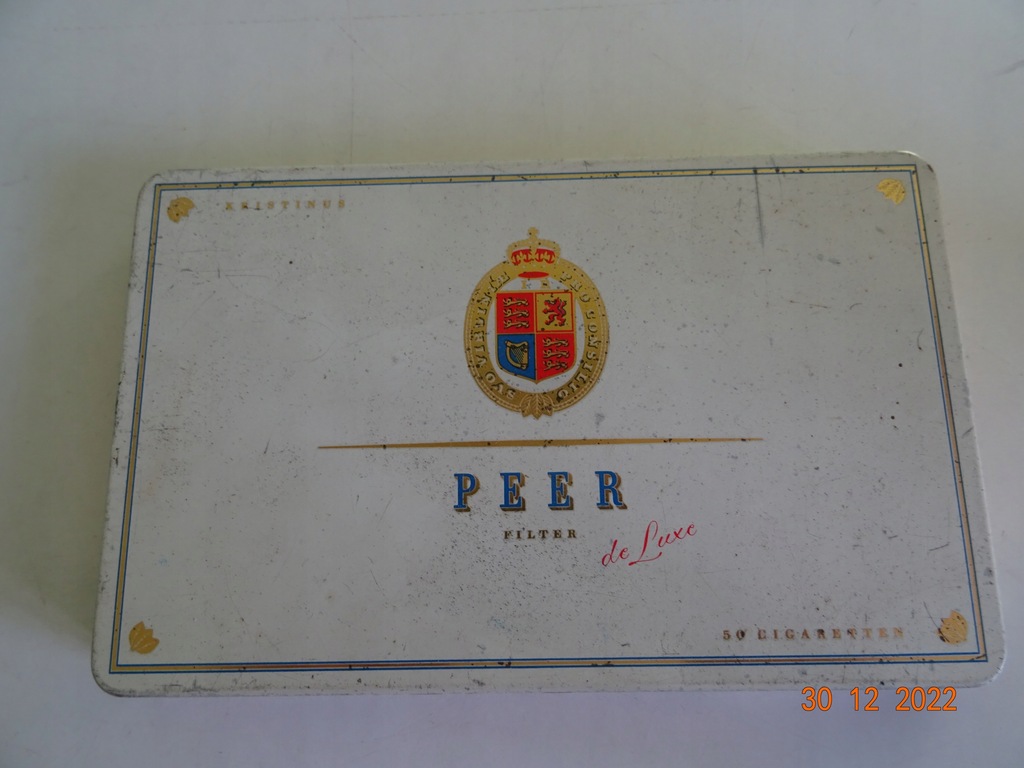 KRISTINUS
PEER
FILTER
de Luxe
50 CIGARETTEN
30 12 2022